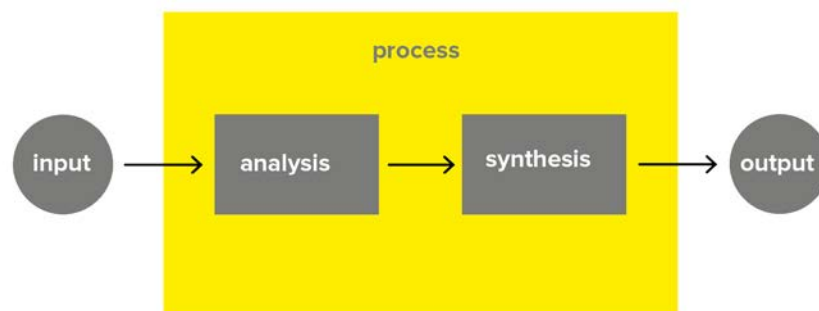 process
input
analysis
synthesis
output